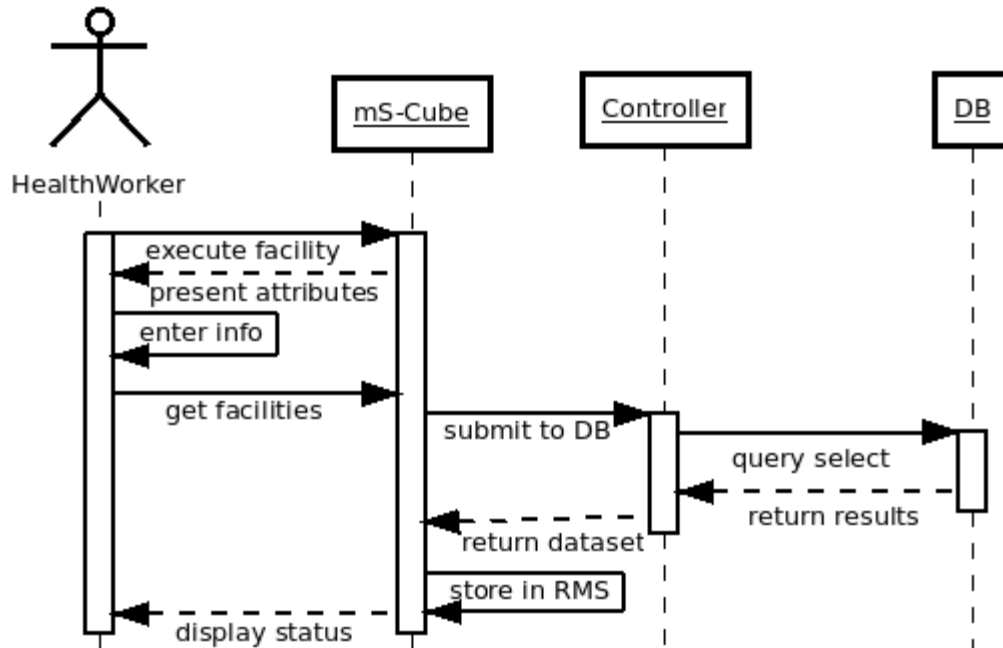 mS-Cube
Controller
DB
HealthWorker
execute facility
present attributes
enter info
get facilities
submit to DB
query select
return results
return dataset
store in RMS
display status